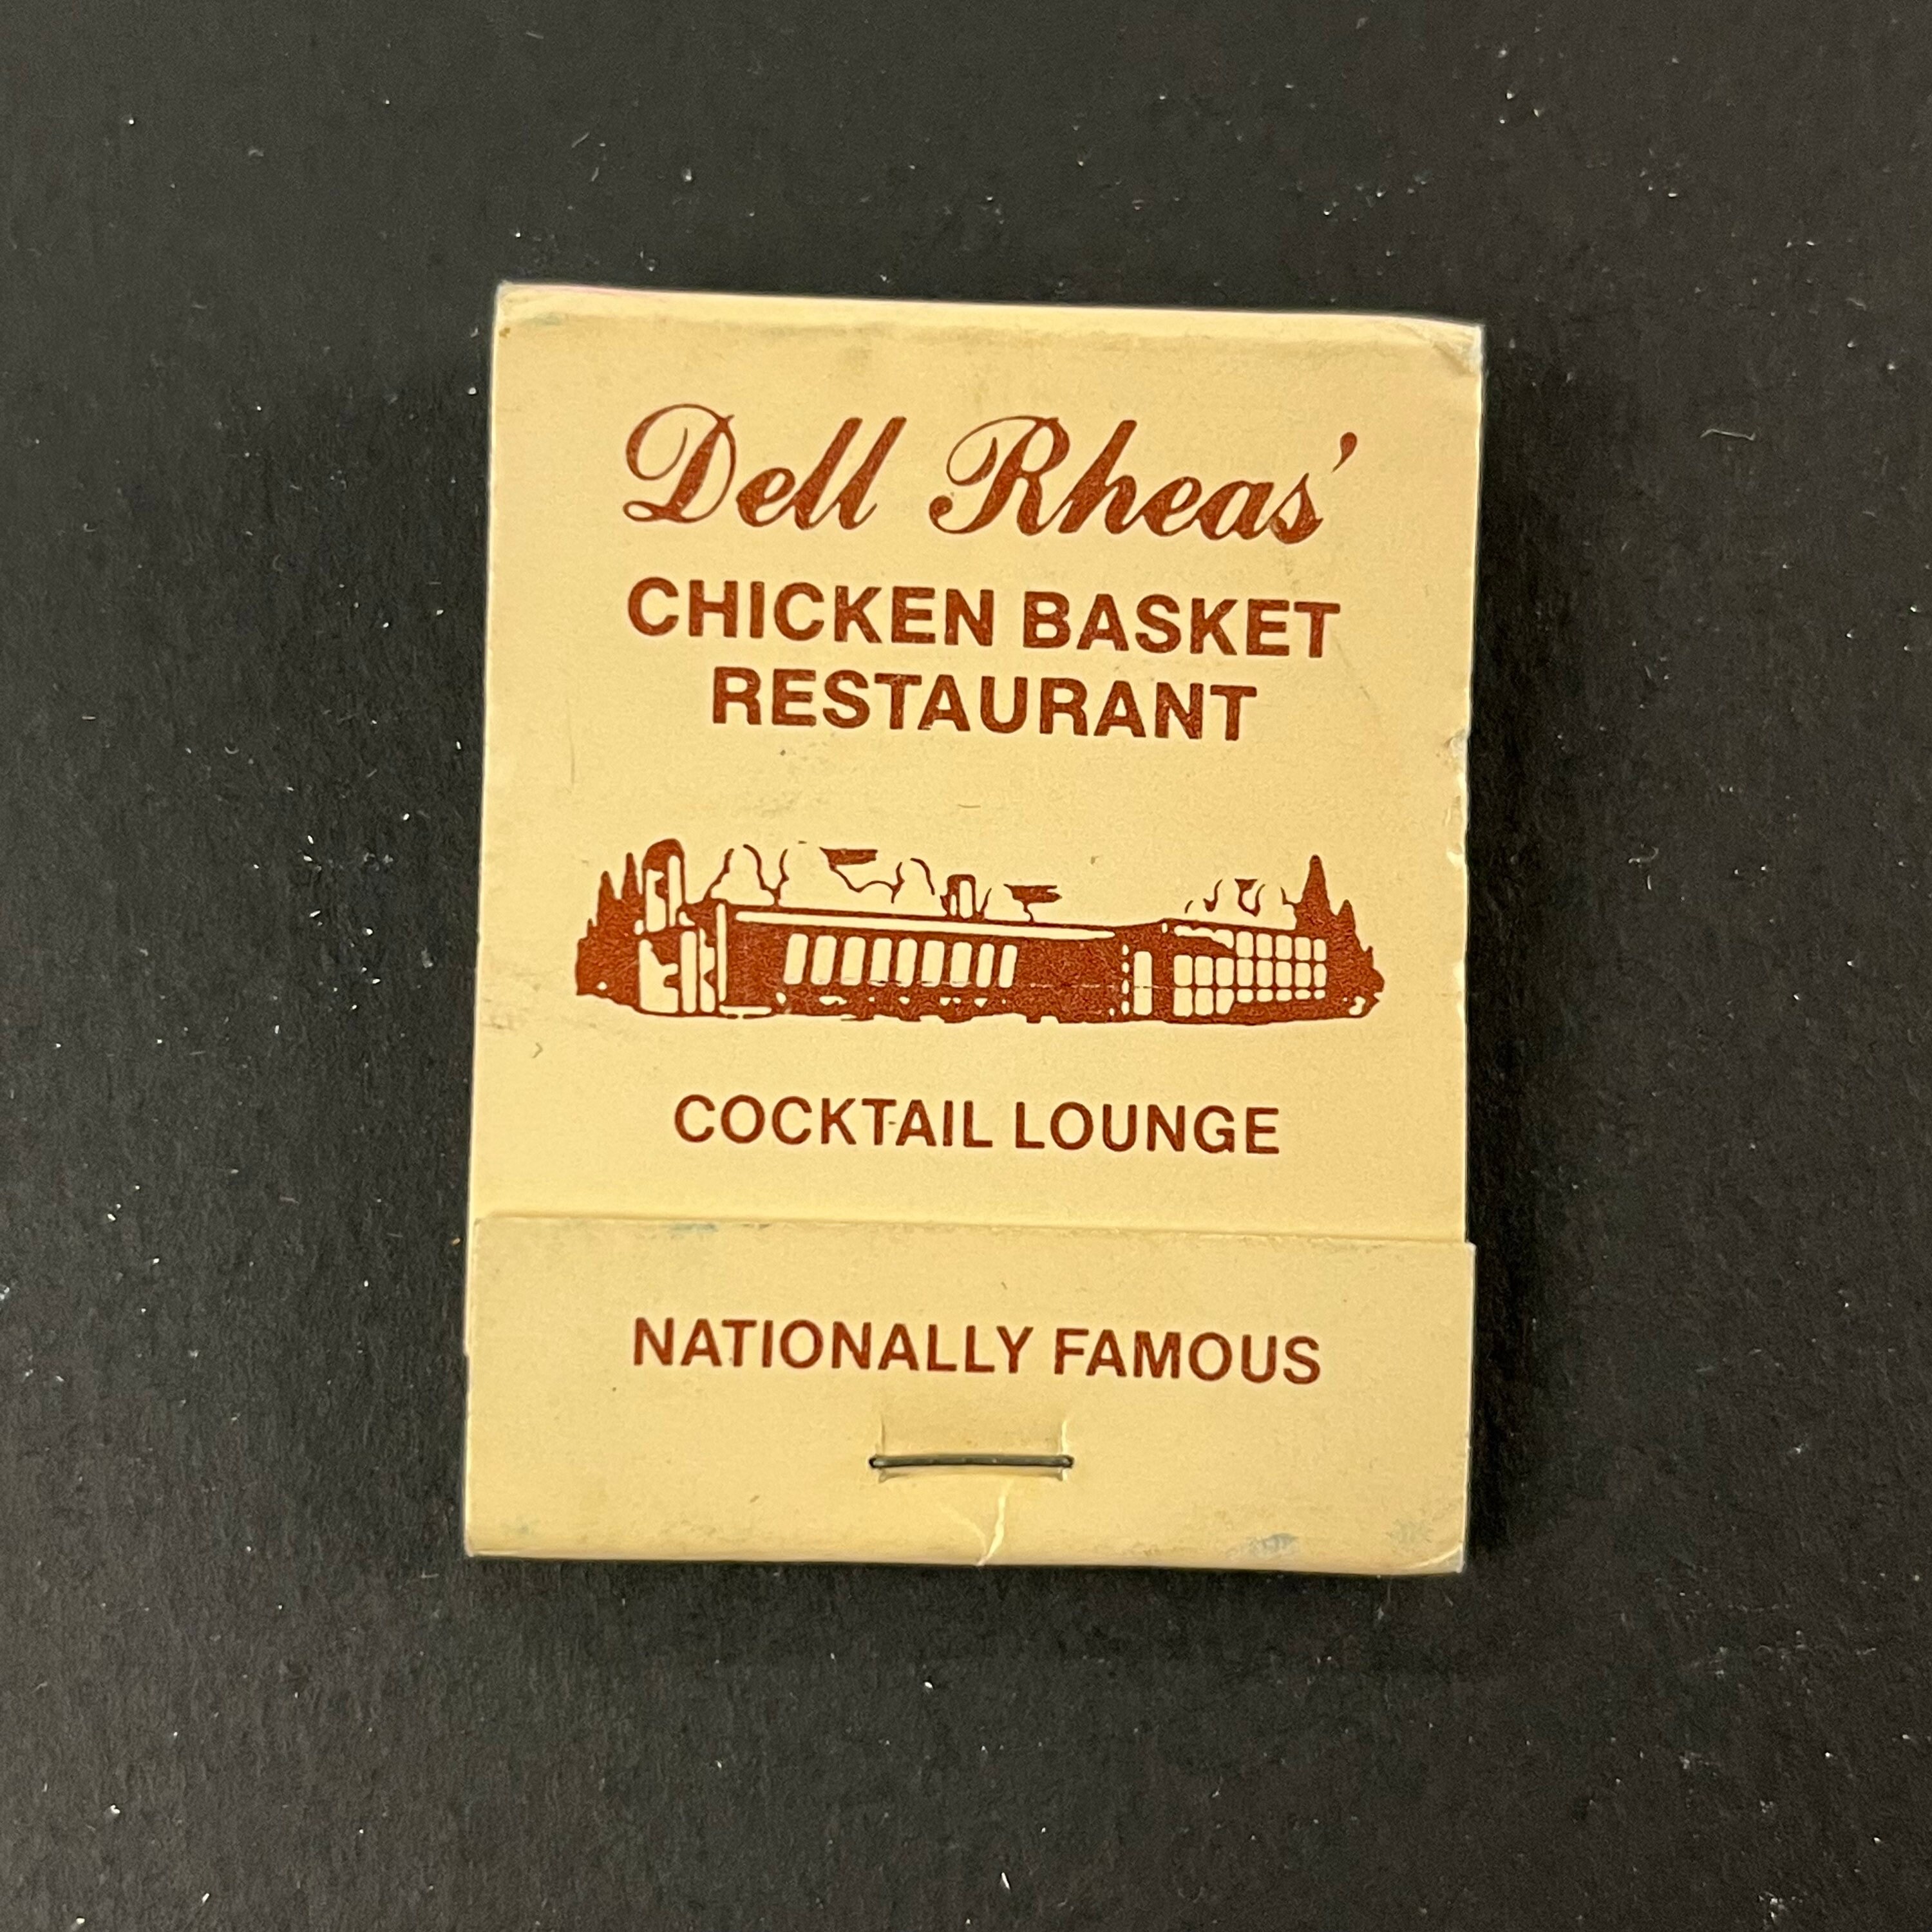 Dell Rheas'
CHICKEN BASKET
RESTAURANT
COCKTAIL LOUNGE
NATIONALLY FAMOUS